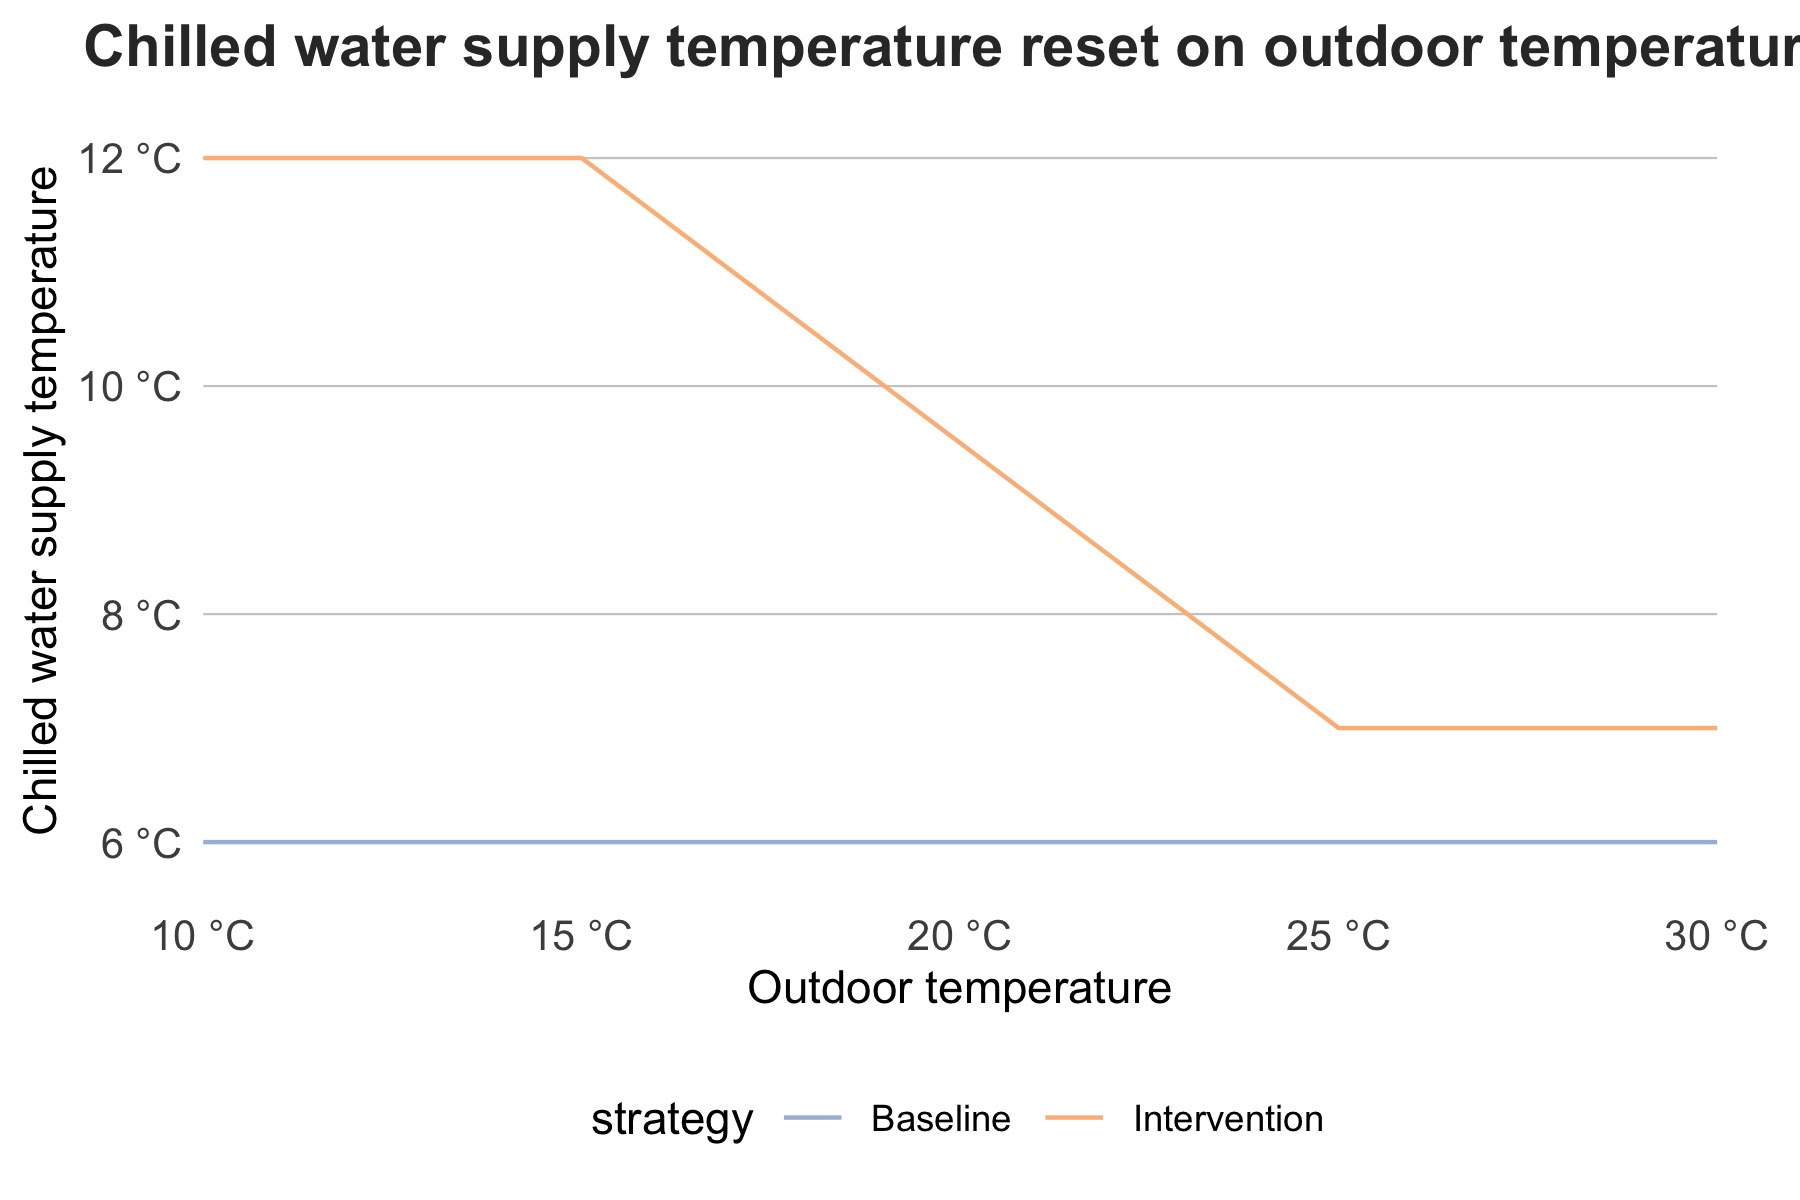 Chilled water supply temperature reset on outdoor temperatur
Chilled water supply temperature
12 °C
10 °C
8 °C
6 °C
10 °C 15 °C 20 °C 25 °C 30 °C
Outdoor temperature
strategy Baseline Intervention